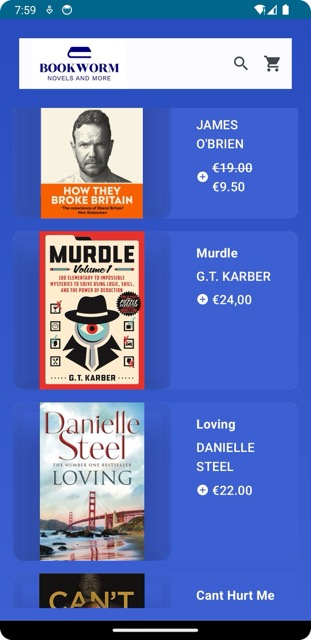 7:59
BOOKWORM
NOVELS AND MORE
JAMES
O'BRIEN
€19.00
€9.50
HOW THEY
BROKE BRITAIN
'The conscience of liberal Britain'
New Statesman
MURDLE
Volume 1
100 ELEMENTARY TO IMPOSSIBLE
MYSTERIES TO SOLVE USING LOGIC, SKILL,
AND THE POWER OF DEDUCTION
G.T. KARBER
Murdle
G.T. KARBER
€24,00
Danielle
Steel
THE NUMBER ONE BESTSELLER
LOVING
Loving
DANIELLE
STEEL
€22.00
CAN'T
Cant Hurt Me